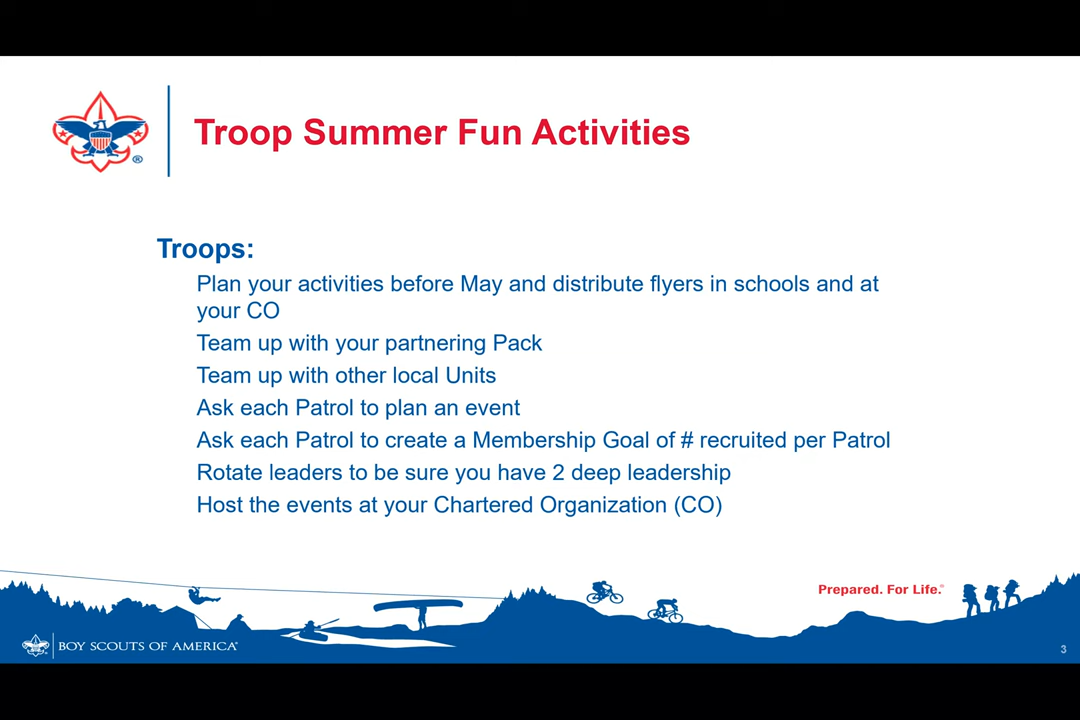 Troop Summer Fun Activities
Troops:
Plan your activities before May and distribute flyers in schools and at
your CO
Team up with your partnering Pack
Team up with other local Units
Ask each Patrol to plan an event
Ask each Patrol to create a Membership Goal of # recruited per Patrol
Rotate leaders to be sure you have 2 deep leadership
Host the events at your Chartered Organization (CO)
Prepared. For Life.®
BOY SCOUTS OF AMERICA®
3